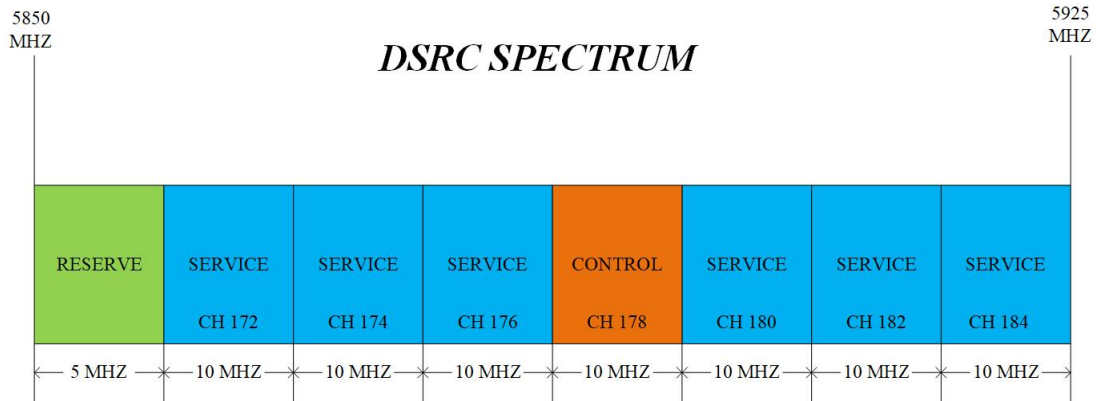 5850
MHZ
5925
MHZ
DSRC SPECTRUM
RESERVE SERVICE SERVICE SERVICE CONTROL SERVICE SERVICE SERVICE
CH 172 CH 174 CH 176 CH 178 CH 180 CH 182 CH 184
5 MHZ 10 MHZ 10 MHZ 10 MHZ 10 MHZ 10 MHZ 10 MHZ 10 MHZ